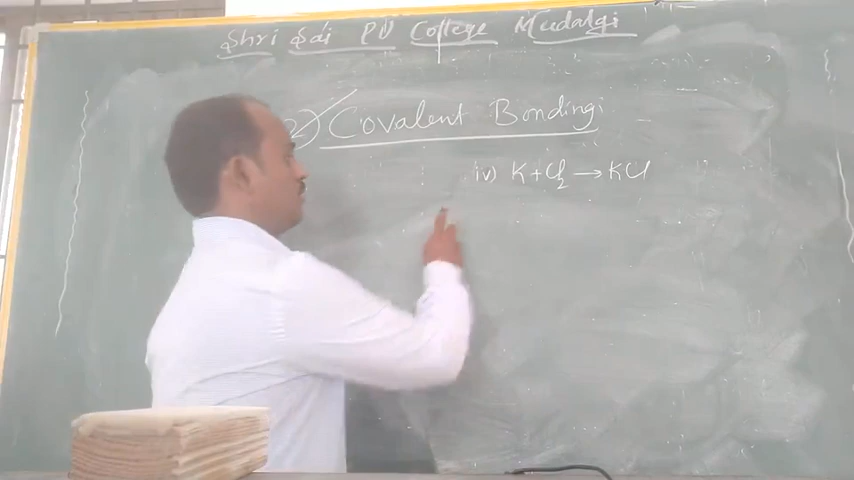 Shri Sai PU College Mudalgi
2) Covalent Bonding:
iv) K + Cl2 → KCl